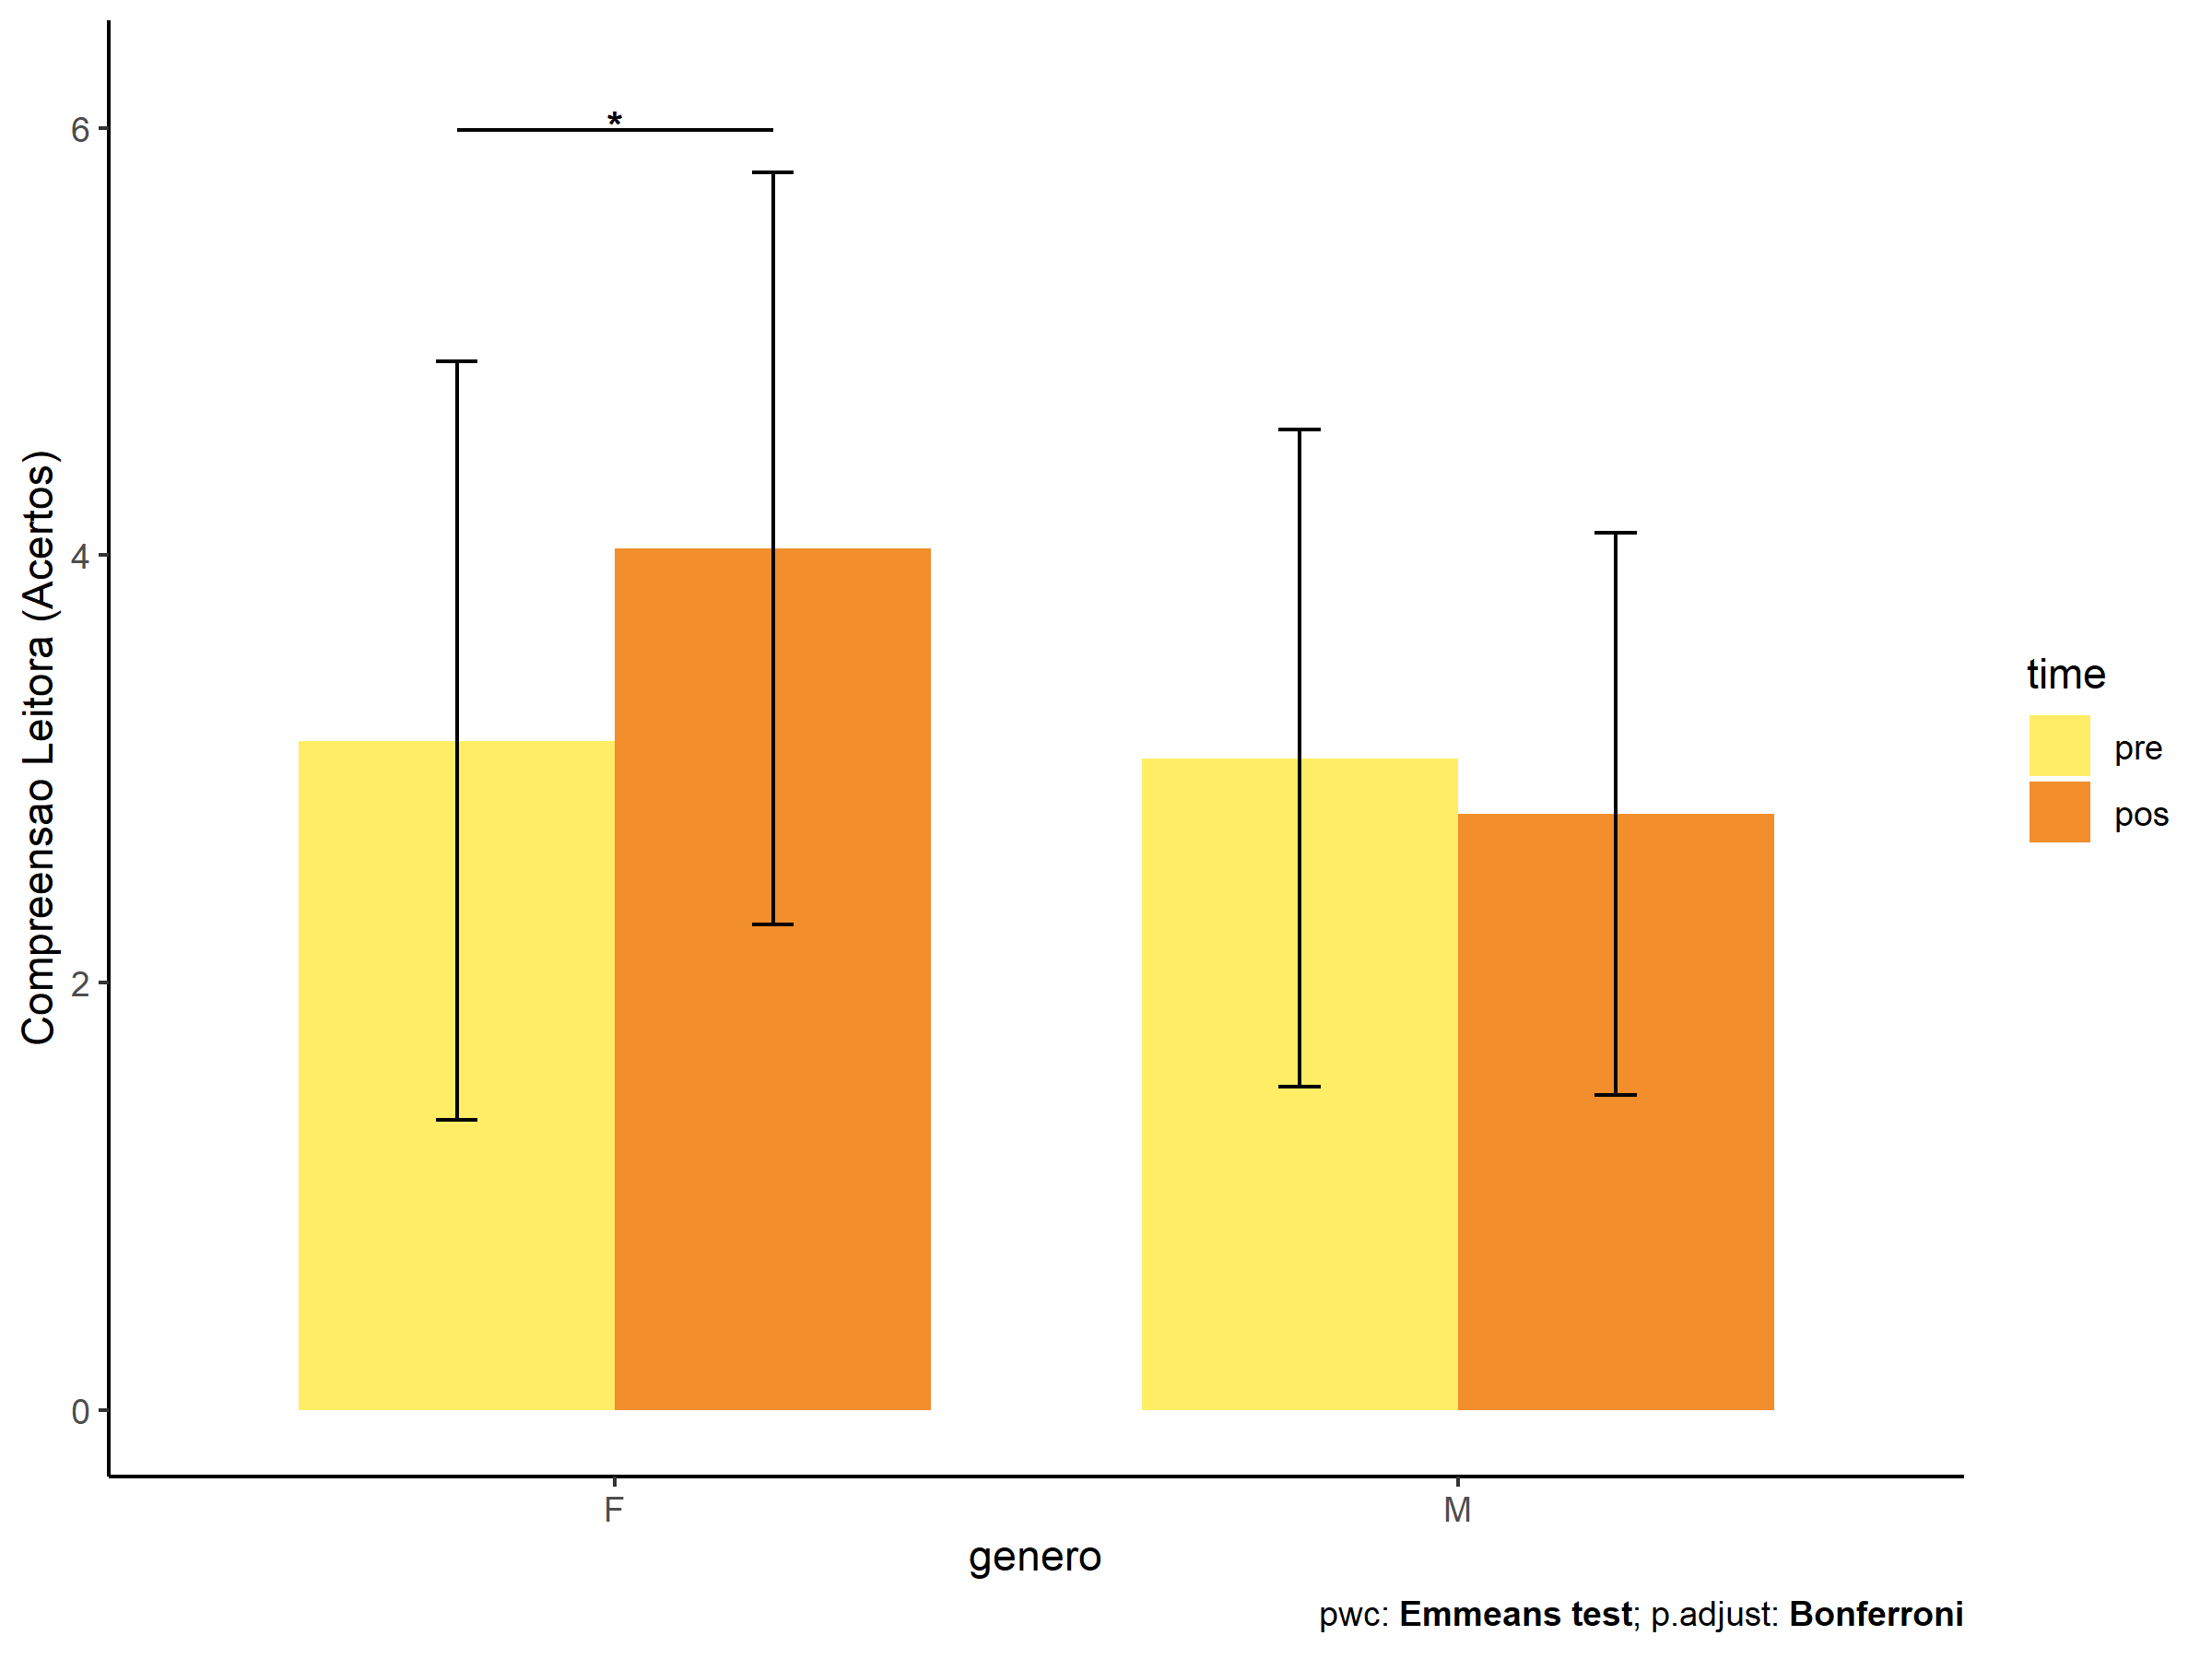 6
*
4
2
0
Compreensao Leitora (Acertos)
F
M
genero
time
pre
pos
pwc: Emmeans test; p.adjust: Bonferroni